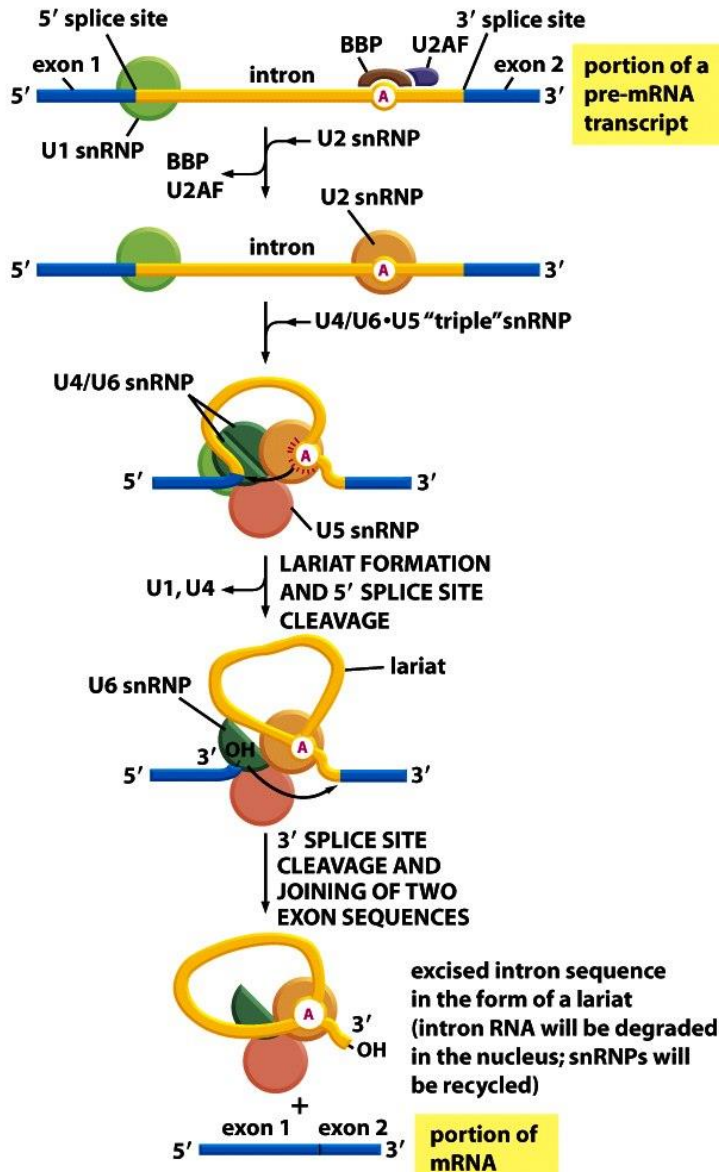 5′ splice site
3′ splice site
BBP
U2AF
exon 1
intron
exon 2
5′
A
3′
portion of a
pre-mRNA
transcript
U1 snRNP
U2 snRNP
BBP
U2AF
U2 snRNP
intron
5′
A
3′
U4/U6•U5 “triple” snRNP
U4/U6 snRNP
A
5′
3′
U5 snRNP
LARIAT FORMATION
AND 5′ SPLICE SITE
CLEAVAGE
U1, U4
lariat
U6 snRNP
3′ OH
A
5′
3′
3′ SPLICE SITE
CLEAVAGE AND
JOINING OF TWO
EXON SEQUENCES
A
3′
OH
excised intron sequence
in the form of a lariat
(intron RNA will be degraded
in the nucleus; snRNPs will
be recycled)
+
exon 1 exon 2
5′
3′
portion of
mRNA